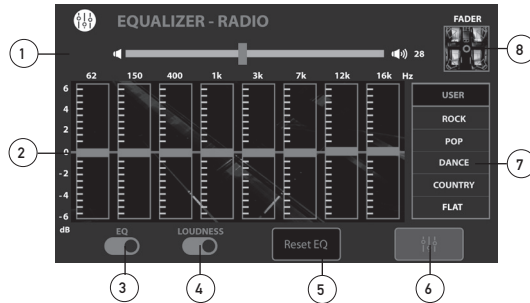 EQUALIZER - RADIO
FADER
28
1
8
62 150 400 1k 3k 7k 12k 16k Hz
6
4
2
0
-2
-4
-6
dB
2
USER
ROCK
POP
DANCE
COUNTRY
FLAT
7
EQ
LOUDNESS
Reset EQ
3
4
5
6